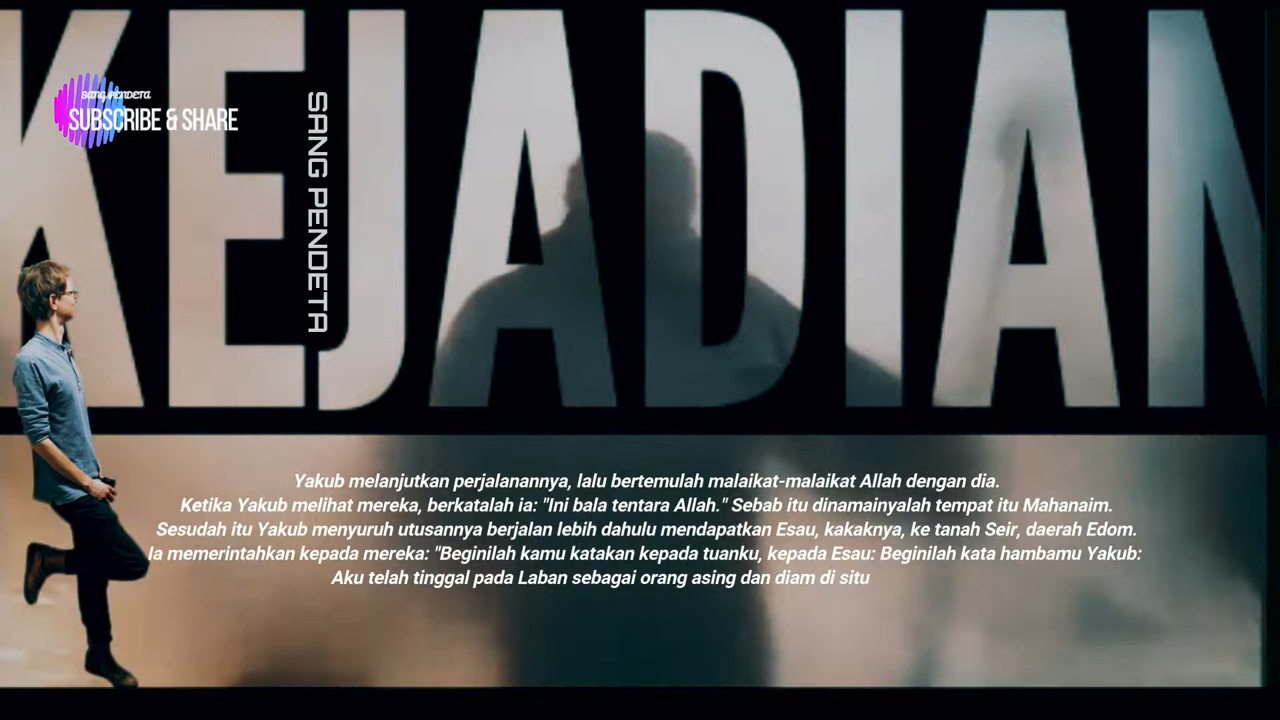 KEJADIAN
sang pendeta
SUBSCRIBE & SHARE
SANG PENDETA
Yakub melanjutkan perjalanannya, lalu bertemulah malaikat-malaikat Allah dengan dia.
Ketika Yakub melihat mereka, berkatalah ia: "Ini bala tentara Allah." Sebab itu dinamainyalah tempat itu Mahanaim.
Sesudah itu Yakub menyuruh utusannya berjalan lebih dahulu mendapatkan Esau, kakaknya, ke tanah Seir, daerah Edom.
Ia memerintahkan kepada mereka: "Beginilah kamu katakan kepada tuanku, kepada Esau: Beginilah kata hambamu Yakub:
Aku telah tinggal pada Laban sebagai orang asing dan diam di situ